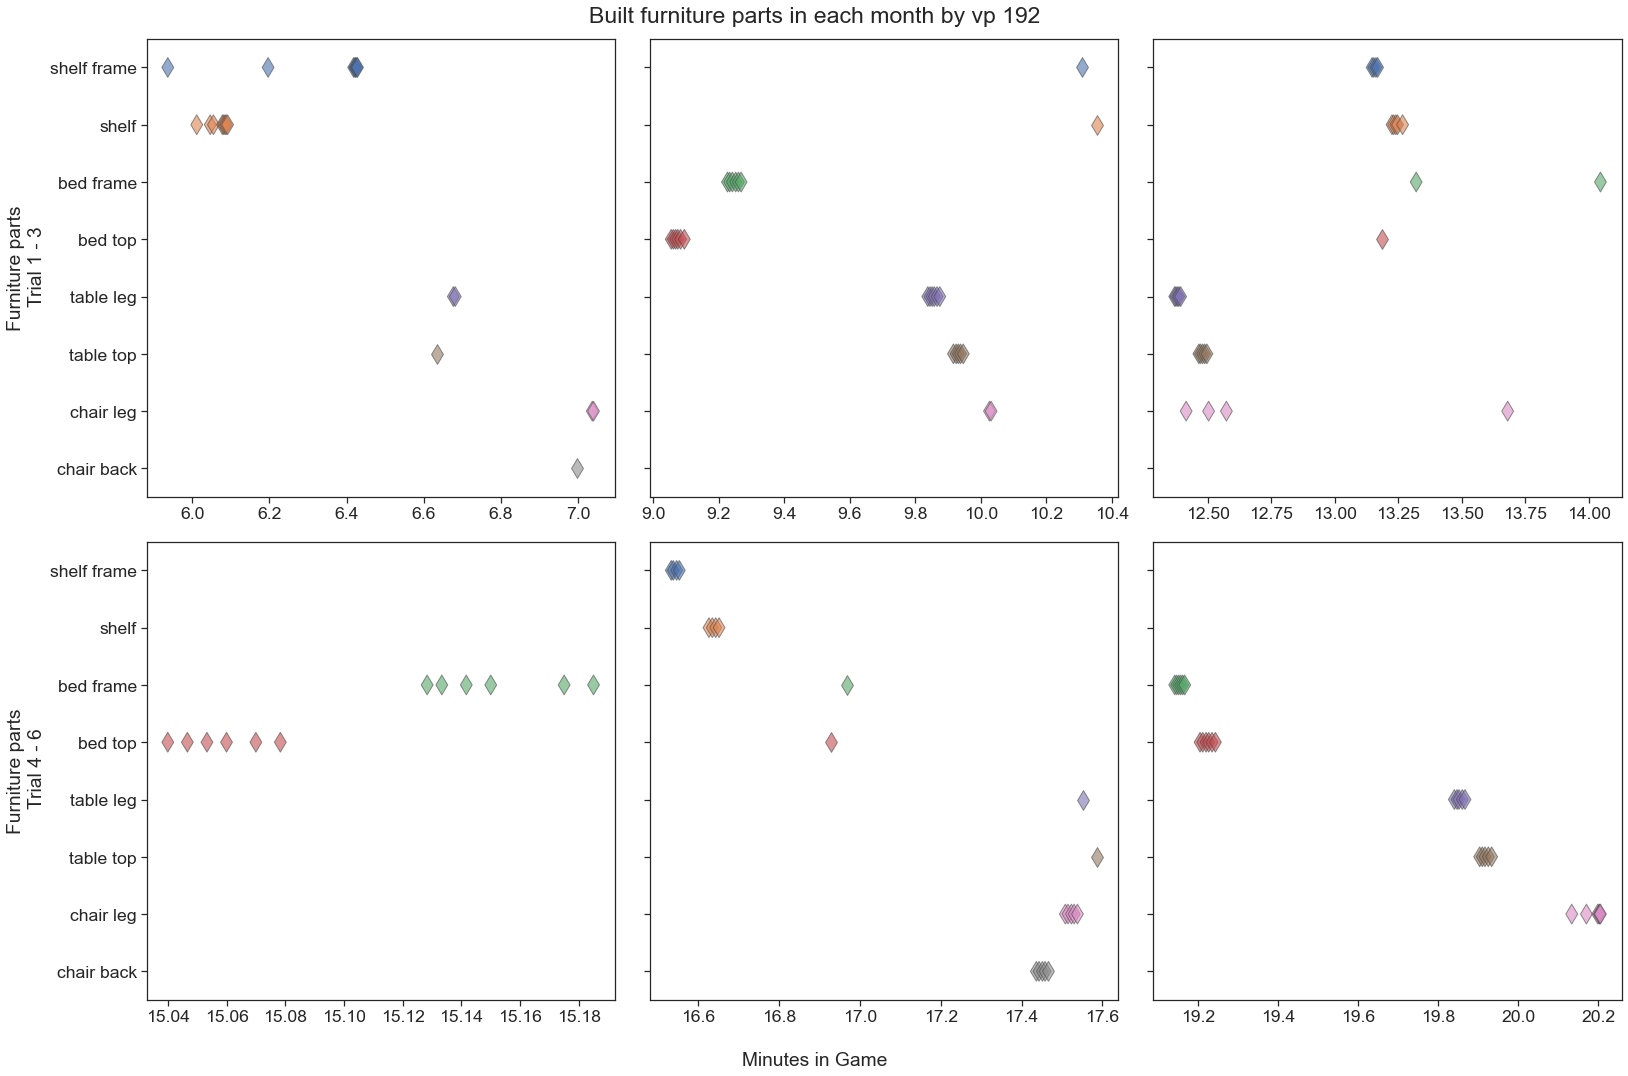 Built furniture parts in each month by vp 192
Furniture parts
Trial 1 - 3
shelf frame
shelf
bed frame
bed top
table leg
table top
chair leg
chair back
6.0 6.2 6.4 6.6 6.8 7.0
9.0 9.2 9.4 9.6 9.8 10.0 10.2 10.4
12.50 12.75 13.00 13.25 13.50 13.75 14.00
Furniture parts
Trial 4 - 6
shelf frame
shelf
bed frame
bed top
table leg
table top
chair leg
chair back
15.04 15.06 15.08 15.10 15.12 15.14 15.16 15.18
16.6 16.8 17.0 17.2 17.4 17.6
19.2 19.4 19.6 19.8 20.0 20.2
Minutes in Game